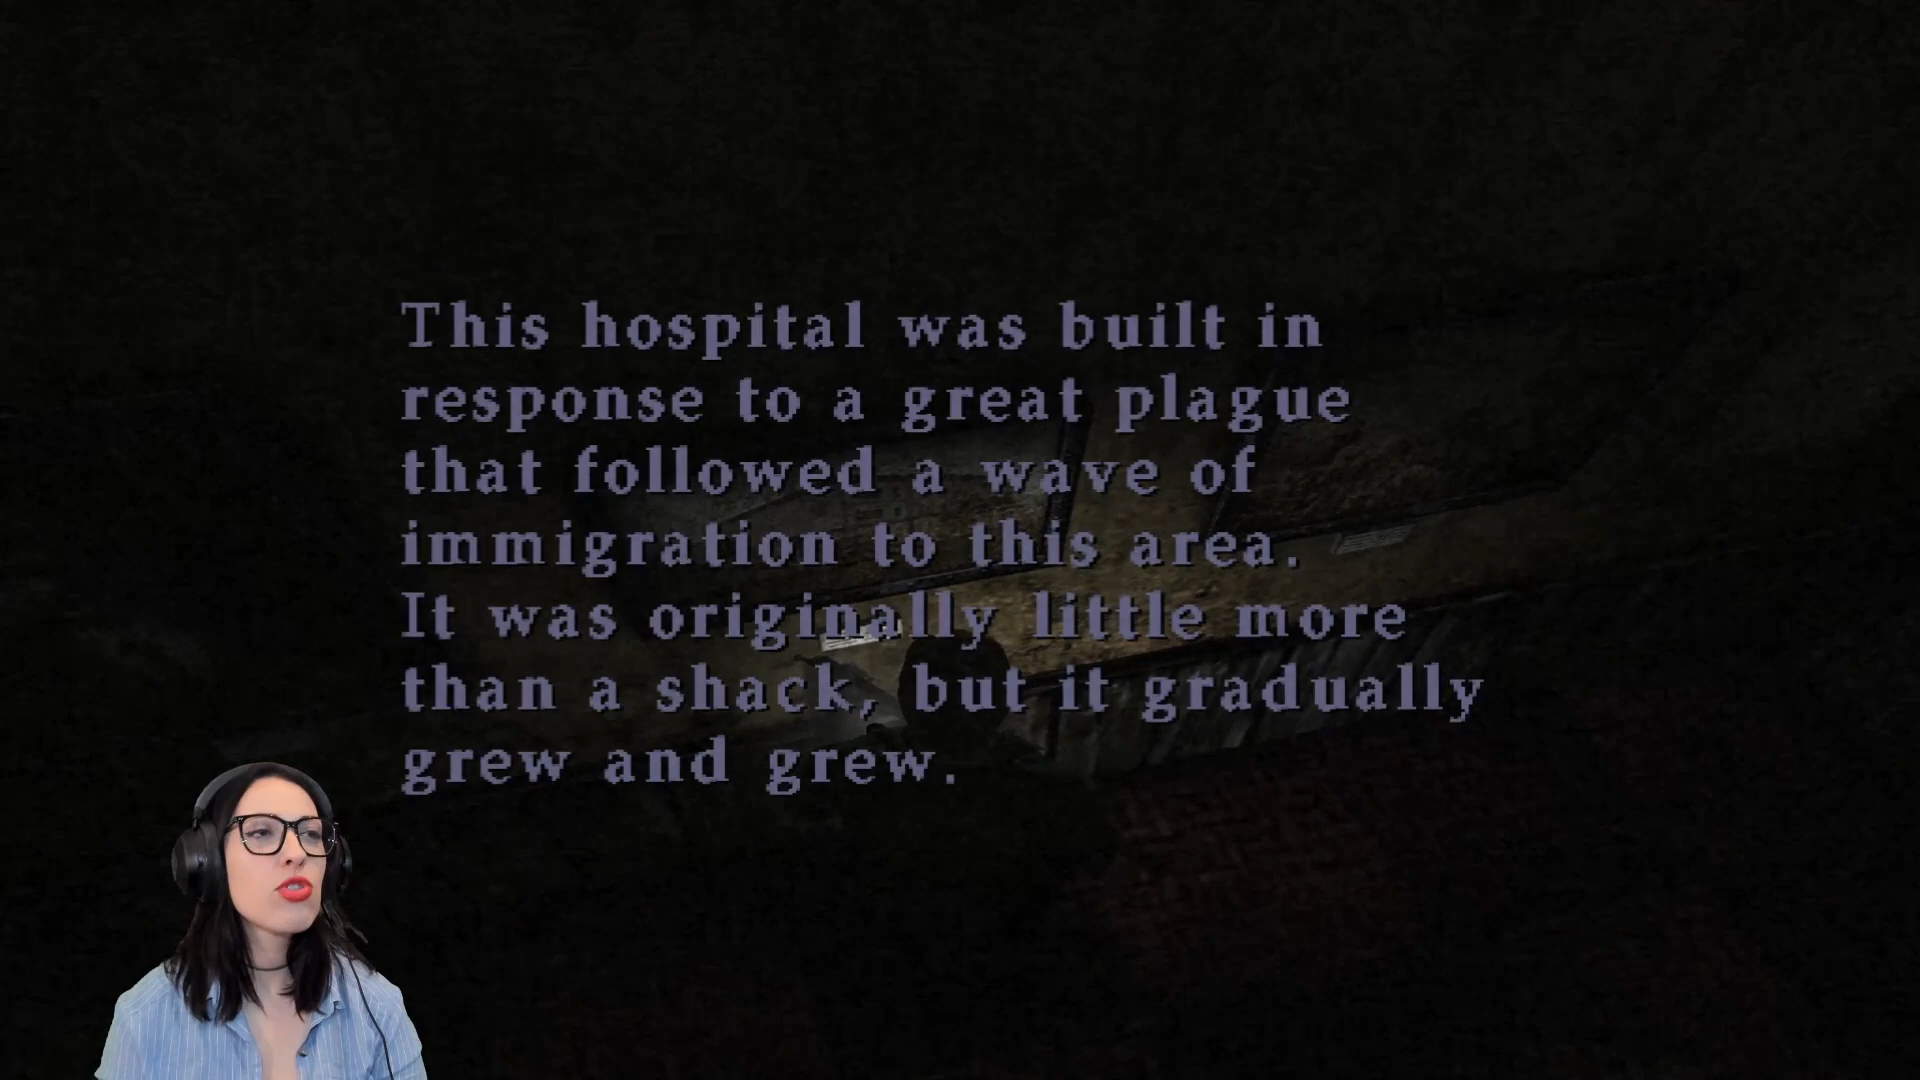 This hospital was built in
response to a great plague
that followed a wave of
immigration to this area.
It was originally little more
than a shack, but it gradually
grew and grew.